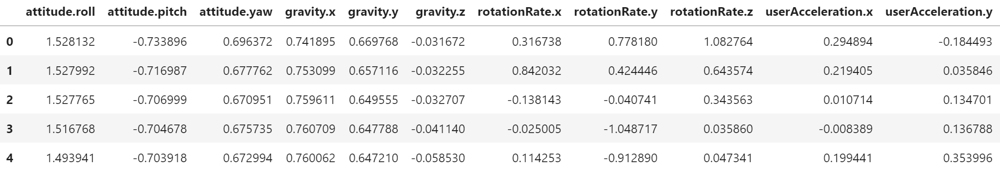 attitude.roll attitude.pitch attitude.yaw gravity.x gravity.y gravity.z rotationRate.x rotationRate.y rotationRate.z userAcceleration.x userAcceleration.y
0 1.528132 -0.733896 0.696372 0.741895 0.669768 -0.031672 0.316738 0.778180 1.082764 0.294894 -0.184493
1 1.527992 -0.716987 0.677762 0.753099 0.657116 -0.032255 0.842032 0.424446 0.643574 0.219405 0.035846
2 1.527765 -0.706999 0.670951 0.759611 0.649555 -0.032707 -0.138143 -0.040741 0.343563 0.010714 0.134701
3 1.516768 -0.704678 0.675735 0.760709 0.647788 -0.041140 -0.025005 -1.048717 0.035860 -0.008389 0.136788
4 1.493941 -0.703918 0.672994 0.760062 0.647210 -0.058530 0.114253 -0.912890 0.047341 0.199441 0.353996